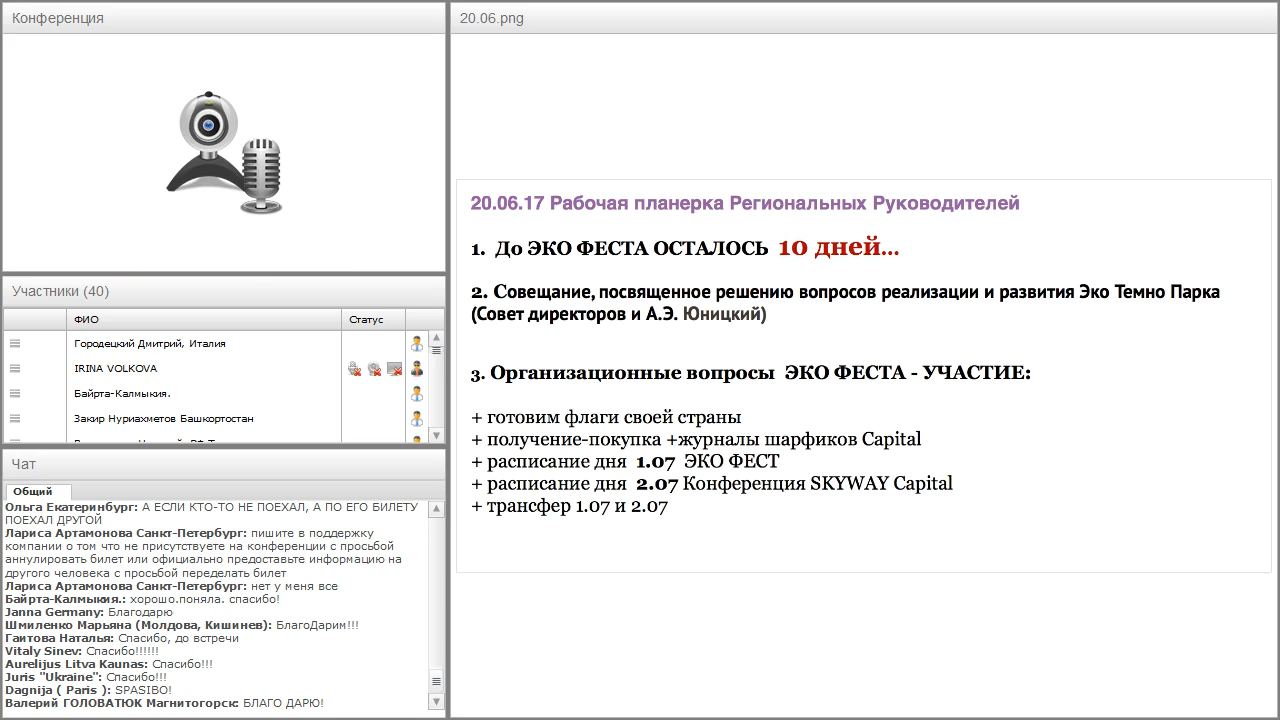 Конференция
Участники (40)
ФИО
Статус
Городецкий Дмитрий, Италия
IRINA VOLKOVA
Байрта-Калмыкия.
Закир Нуриахметов Башкортостан
Чат
Общий
Ольга Екатеринбург: А ЕСЛИ КТО-ТО НЕ ПОЕХАЛ, А ПО ЕГО БИЛЕТУ
ПОЕХАЛ ДРУГОЙ
Лариса Артамонова Санкт-Петербург: пишите в поддержку
компании о том что не присутствуете на конференции с просьбой
аннулировать билет или официально предоставьте информацию на
другого человека с просьбой переделать билет
Лариса Артамонова Санкт-Петербург: нет у меня все
Байрта-Калмыкия.: хорошо.поняла. спасибо!
Janna Germany: Благодарю
Шмиленко Марьяна (Молдова, Кишинев): БлагоДарим!!!
Гаитова Наталья: Спасибо, до встречи
Vitaly Sinev: Спасибо!!!!!!
Aurelijus Litva Kaunas: Спасибо!!!
Juris "Ukraine": Спасибо!!!
Dagnija ( Paris ): SPASIBO!
Валерий ГОЛОВАТЮК Магнитогорск: БЛАГО ДАРЮ!
20.06.png
20.06.17 Рабочая планерка Региональных Руководителей
1. До ЭКО ФЕСТА ОСТАЛОСЬ 10 дней...
2. Совещание, посвященное решению вопросов реализации и развития Эко Темно Парка
(Совет директоров и А.Э. Юницкий)
3. Организационные вопросы ЭКО ФЕСТА - УЧАСТИЕ:
+ готовим флаги своей страны
+ получение-покупка +журналы шарфиков Capital
+ расписание дня 1.07 ЭКО ФЕСТ
+ расписание дня 2.07 Конференция SKYWAY Capital
+ трансфер 1.07 и 2.07